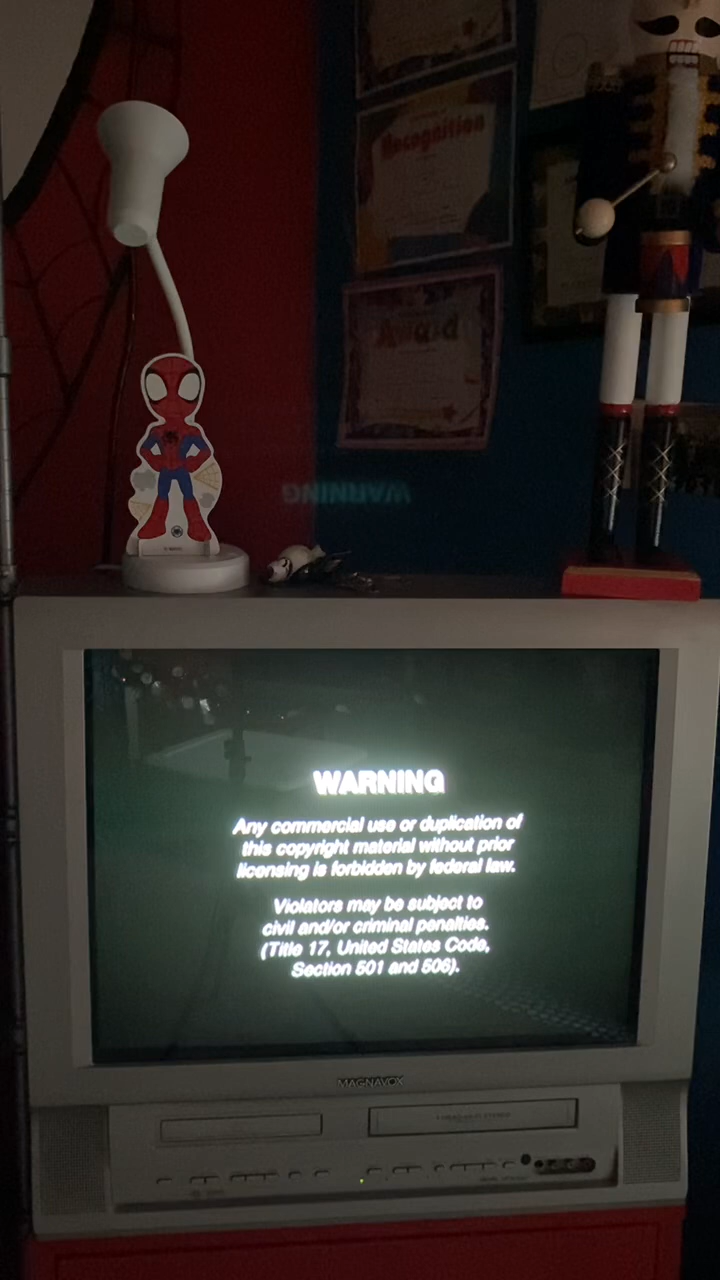 Recognition
Award
WARNING
WARNING
Any commercial use or duplication of
this copyright material without prior
licensing is forbidden by federal law.
Violators may be subject to
civil and/or criminal penalties.
(Title 17, United States Code,
Section 501 and 506).
MAGNAVOX